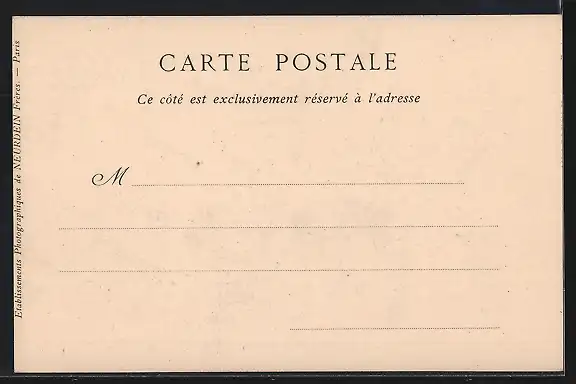 CARTE POSTALE
Ce côté est exclusivement réservé à l'adresse
M
Etablissements Photographiques de NEURDEIN Frères. — Paris